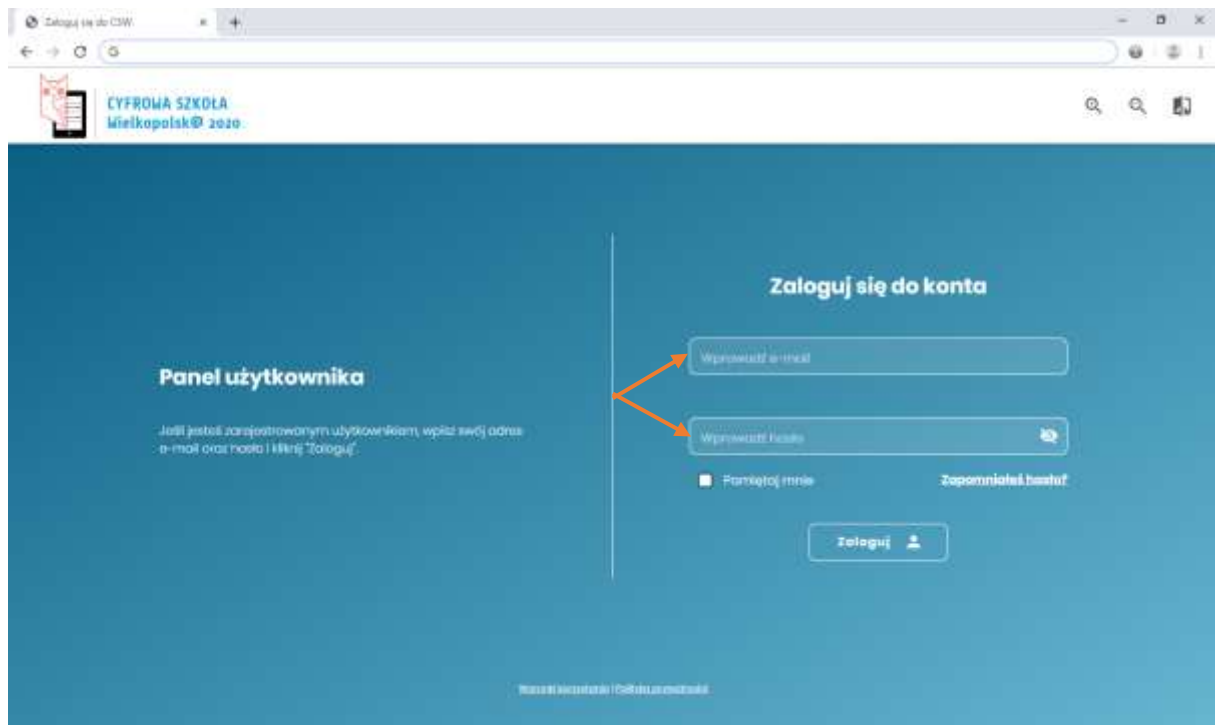 Zaloguj się do CSW
CYFROWA SZKOŁA
Wielkopolsk@ 2020
Zaloguj się do konta
Wprowadź e-mail
Panel użytkownika
Jeśli jesteś zarejestrowanym użytkownikiem, wpisz swój adres
e-mail oraz hasło i kliknij "Zaloguj".
Wprowadź hasło
Pamiętaj mnie
Zapomniałeś hasła?
Zaloguj